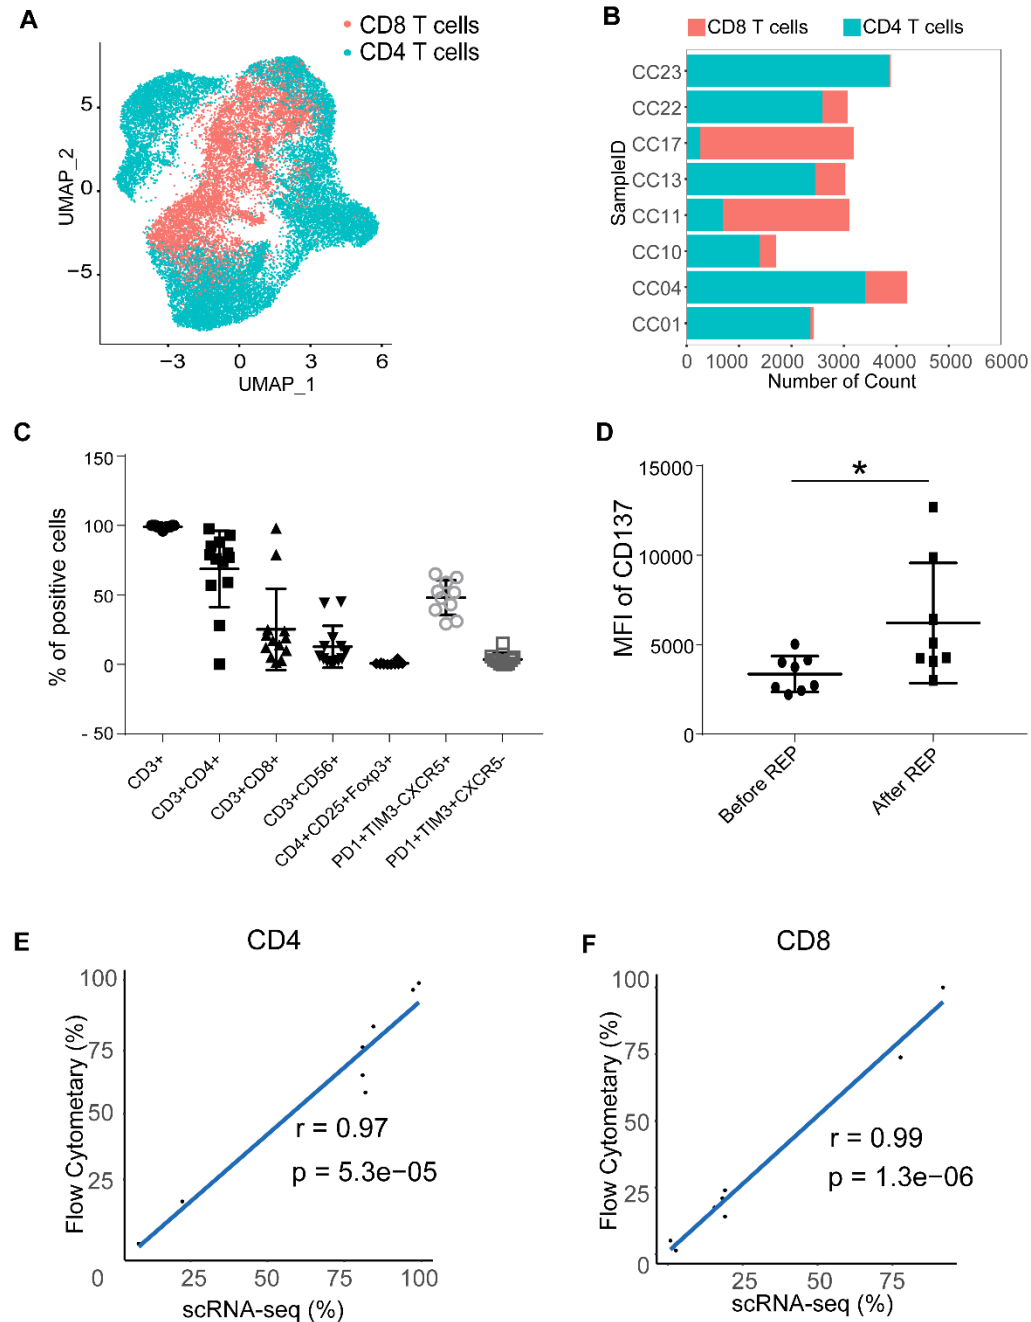 A
CD8 T cells
CD4 T cells
UMAP_2
5
0
−5
−3
0
3
6
UMAP_1
B
CD8 T cells
CD4 T cells
SampleID
CC23
CC22
CC17
CC13
CC11
CC10
CC04
CC01
0
1000
2000
3000
4000
5000
6000
Number of Count
C
% of positive cells
150
100
50
0
- 50
CD3+
CD3+CD4+
CD3+CD8+
CD3+CD56+
CD4+CD25+Foxp3+
PD1+TIM3-CXCR5+
PD1+TIM3+CXCR5-
D
MFI of CD137
15000
10000
5000
0
*
Before REP
After REP
E
CD4
Flow Cytometary (%)
100
75
50
25
0
r = 0.97
p = 5.3e−05
25
50
75
100
scRNA-seq (%)
F
CD8
Flow Cytometary (%)
100
75
50
25
0
r = 0.99
p = 1.3e−06
25
50
75
scRNA-seq (%)